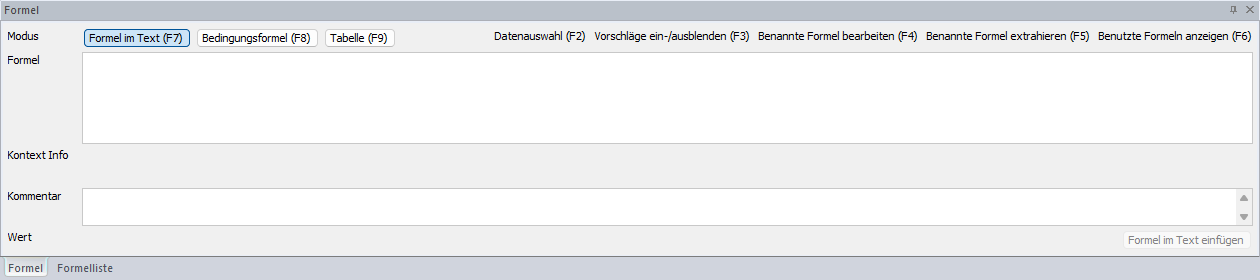 Formel
Modus Formel im Text (F7) Bedingungsformel (F8) Tabelle (F9) Datenauswahl (F2) Vorschläge ein-/ausblenden (F3) Benannte Formel bearbeiten (F4) Benannte Formel extrahieren (F5) Benutzte Formeln anzeigen (F6)
Formel
Kontext Info
Kommentar
Wert Formel im Text einfügen
Formel Formelliste